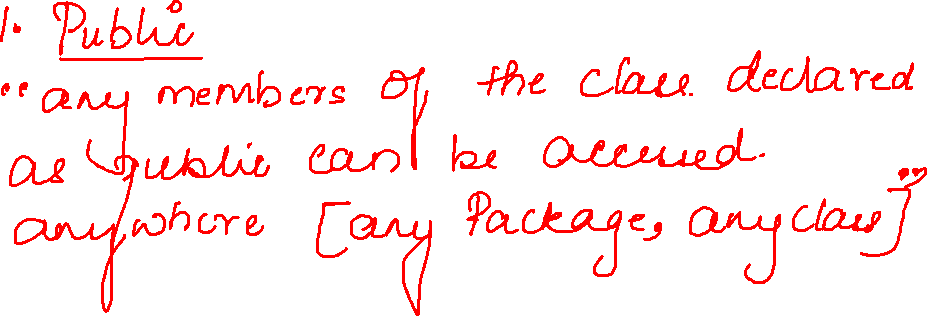 1. Public
"any members of the class declared
as public can be accessed.
anywhere [any Package, any class]"